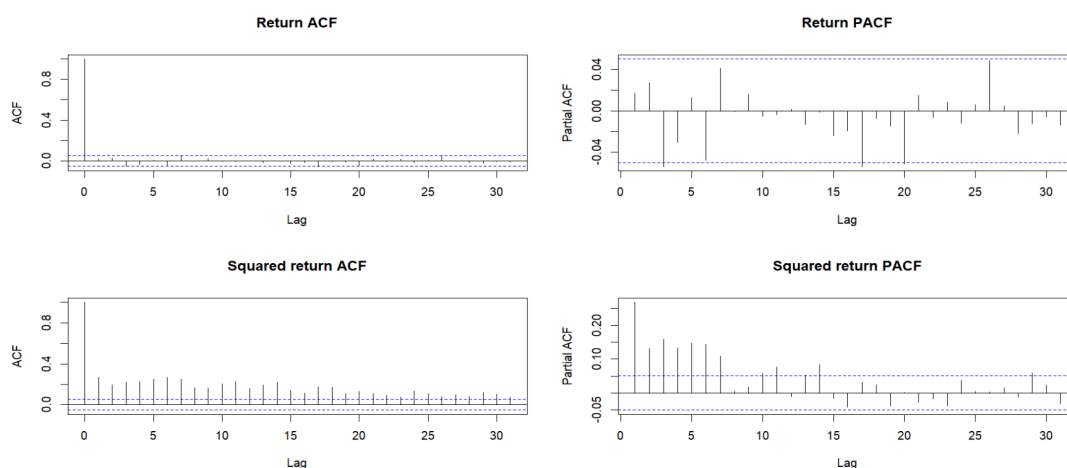 Return ACF
ACF
0.0 0.4 0.8
0 5 10 15 20 25 30
Lag
Return PACF
Partial ACF
-0.04 0.00 0.04
0 5 10 15 20 25 30
Lag
Squared return ACF
ACF
0.0 0.4 0.8
0 5 10 15 20 25 30
Lag
Squared return PACF
Partial ACF
-0.05 0.10 0.20
0 5 10 15 20 25 30
Lag